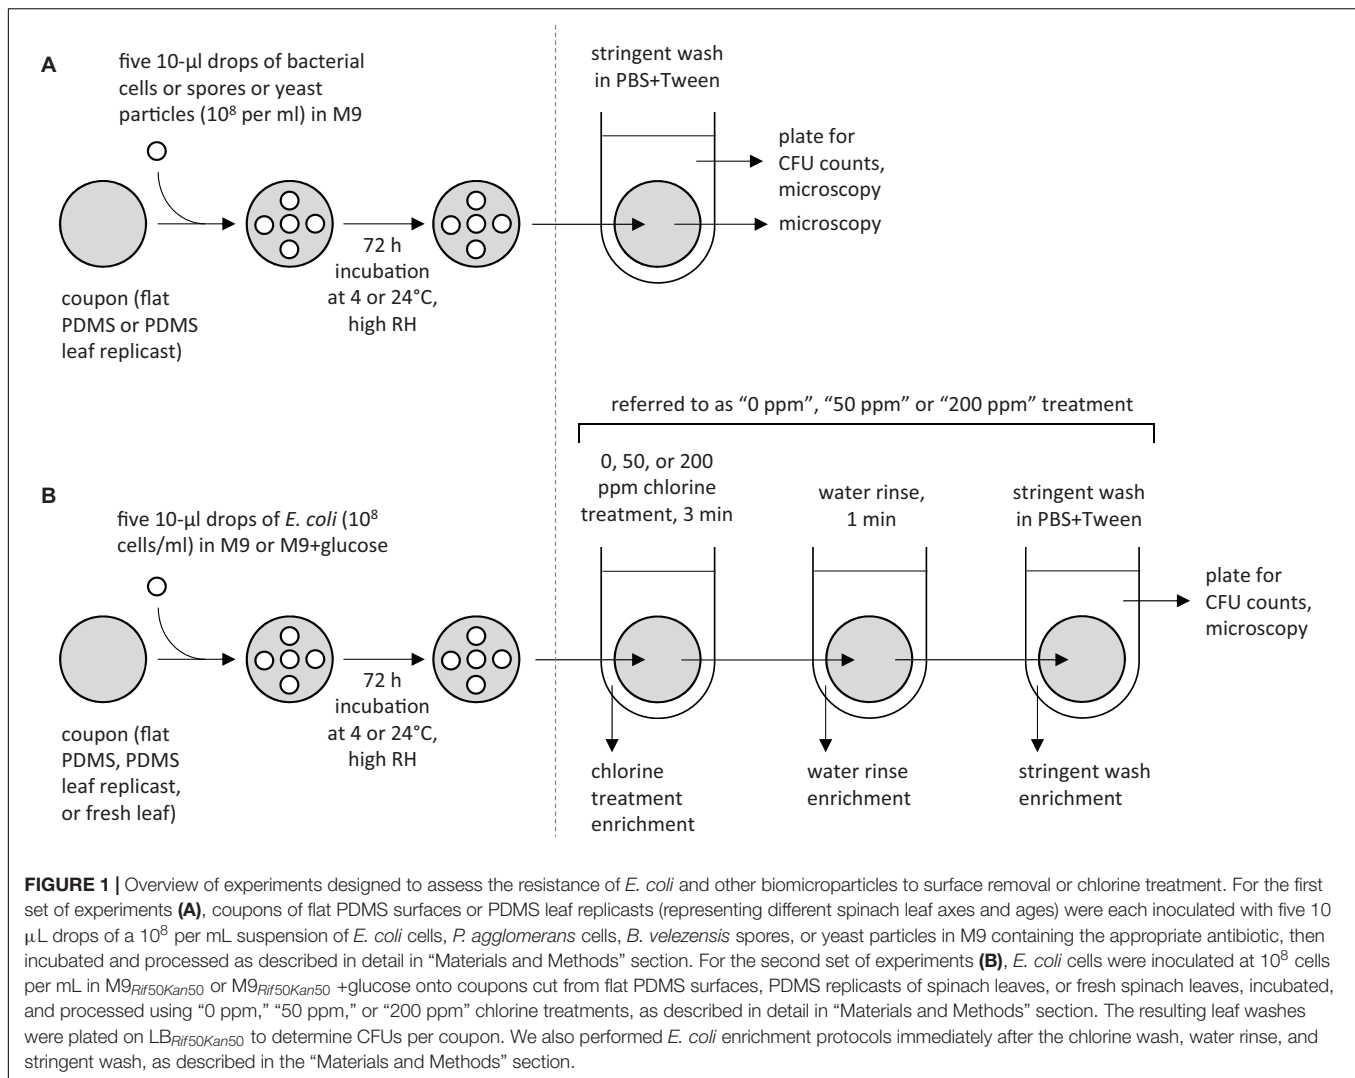 A
five 10-µl drops of bacterial
cells or spores or yeast
particles (10⁸ per ml) in M9
stringent wash
in PBS+Tween
plate for
CFU counts,
microscopy
microscopy
72 h
incubation
at 4 or 24°C,
high RH
coupon (flat
PDMS or PDMS
leaf replicast)
referred to as “0 ppm”, “50 ppm” or “200 ppm” treatment
B
five 10-µl drops of E. coli (10⁸
cells/ml) in M9 or M9+glucose
0, 50, or 200
ppm chlorine
treatment, 3 min
water rinse,
1 min
stringent wash
in PBS+Tween
plate for
CFU counts,
microscopy
72 h
incubation
at 4 or 24°C,
high RH
coupon (flat
PDMS, PDMS
leaf replicast,
or fresh leaf)
chlorine
treatment
enrichment
water rinse
enrichment
stringent wash
enrichment
FIGURE 1 | Overview of experiments designed to assess the resistance of E. coli and other biomicroparticles to surface removal or chlorine treatment. For the first
set of experiments (A), coupons of flat PDMS surfaces or PDMS leaf replicasts (representing different spinach leaf axes and ages) were each inoculated with five 10
µL drops of a 10⁸ per mL suspension of E. coli cells, P. agglomerans cells, B. velezensis spores, or yeast particles in M9 containing the appropriate antibiotic, then
incubated and processed as described in detail in “Materials and Methods” section. For the second set of experiments (B), E. coli cells were inoculated at 10⁸ cells
per mL in M9Rif50Kan50 or M9Rif50Kan50 +glucose onto coupons cut from flat PDMS surfaces, PDMS replicasts of spinach leaves, or fresh spinach leaves, incubated,
and processed using “0 ppm,” “50 ppm,” or “200 ppm” chlorine treatments, as described in detail in “Materials and Methods” section. The resulting leaf washes
were plated on LBRif50Kan50 to determine CFUs per coupon. We also performed E. coli enrichment protocols immediately after the chlorine wash, water rinse, and
stringent wash, as described in the “Materials and Methods” section.